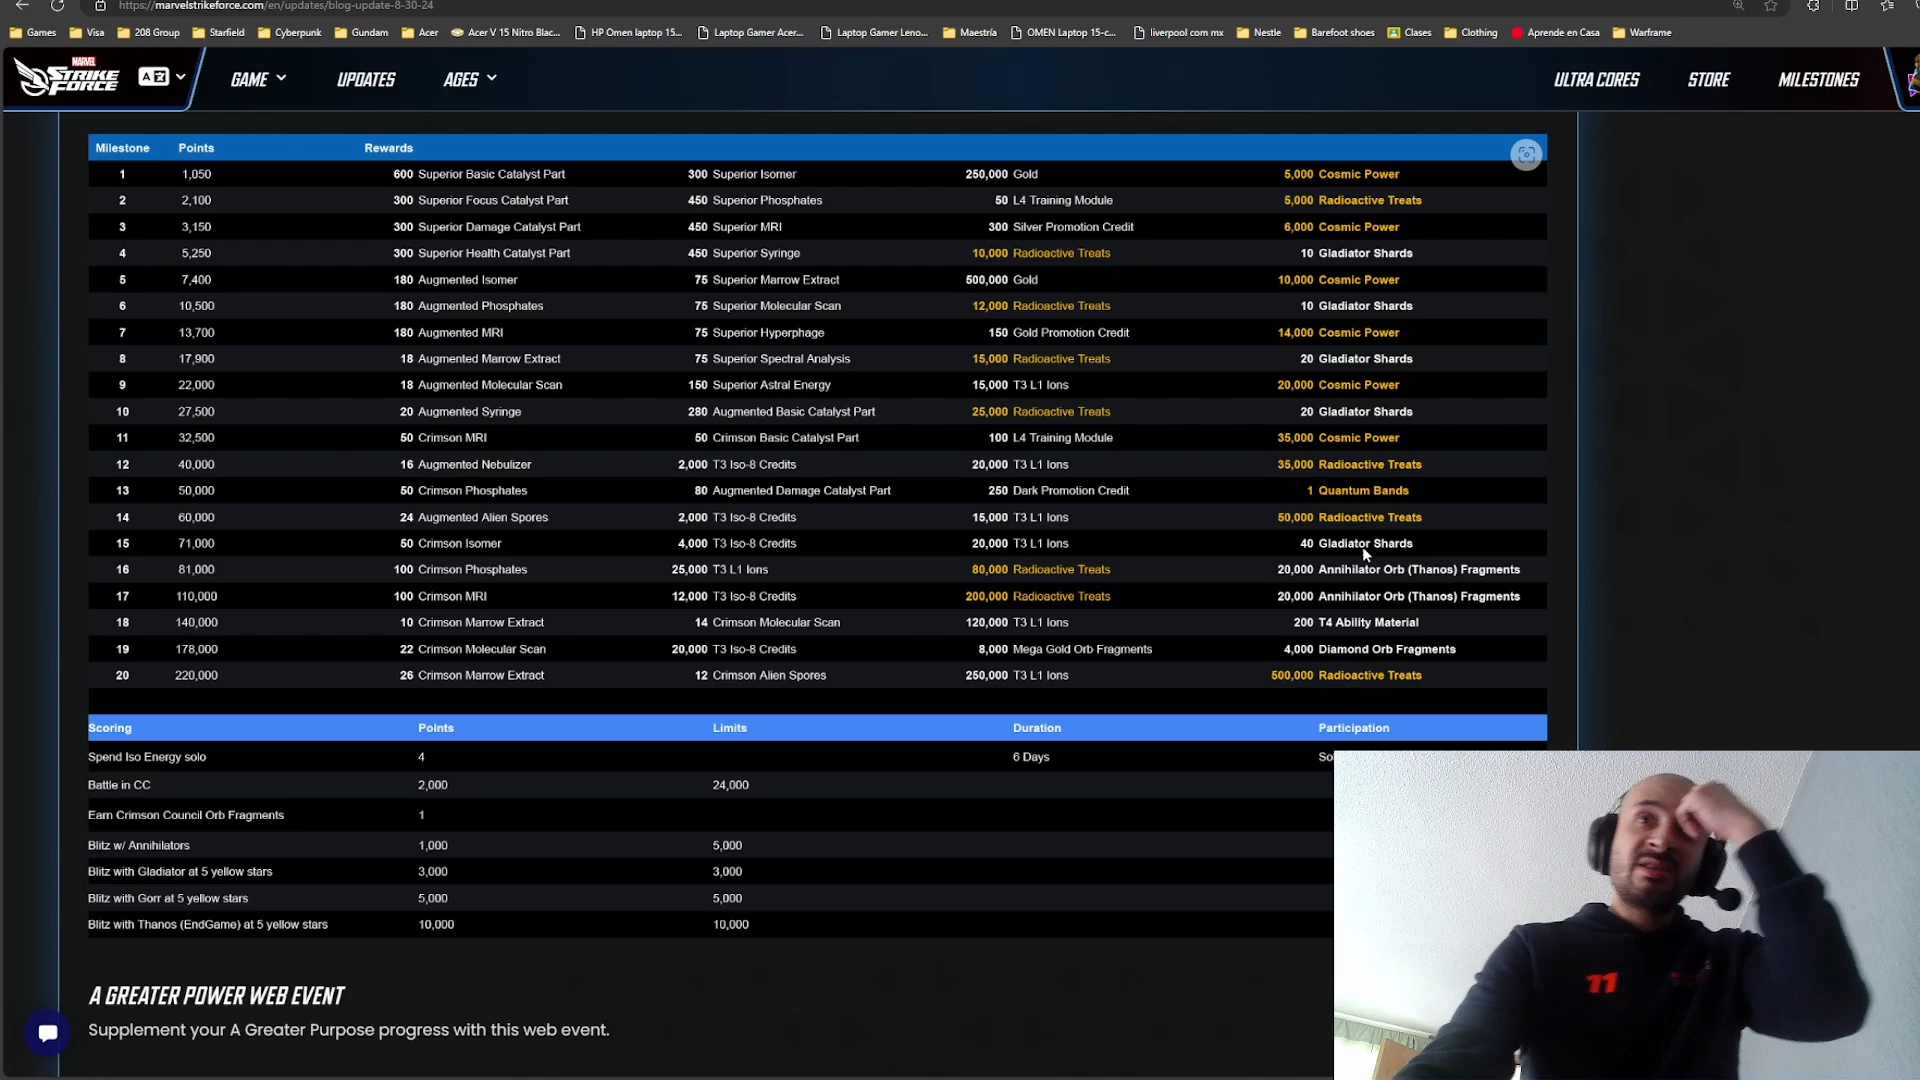 https://marvelstrikeforce.com/en/updates/blog-update-8-30-24
Games Visa 208 Group Starfield Cyberpunk Gundam Acer Acer V 15 Nitro Blac... HP Omen laptop 15... Laptop Gamer Acer... Laptop Gamer Leno... Maestría OMEN Laptop 15-c... liverpool com mx Nestle Barefoot shoes Clases Clothing Aprende en Casa Warframe
MARVEL STRIKE FORCE GAME UPDATES AGES ULTRA CORES STORE MILESTONES
Milestone Points Rewards
1 1,050 600 Superior Basic Catalyst Part 300 Superior Isomer 250,000 Gold 5,000 Cosmic Power
2 2,100 300 Superior Focus Catalyst Part 450 Superior Phosphates 50 L4 Training Module 5,000 Radioactive Treats
3 3,150 300 Superior Damage Catalyst Part 450 Superior MRI 300 Silver Promotion Credit 6,000 Cosmic Power
4 5,250 300 Superior Health Catalyst Part 450 Superior Syringe 10,000 Radioactive Treats 10 Gladiator Shards
5 7,400 180 Augmented Isomer 75 Superior Marrow Extract 500,000 Gold 10,000 Cosmic Power
6 10,500 180 Augmented Phosphates 75 Superior Molecular Scan 12,000 Radioactive Treats 10 Gladiator Shards
7 13,700 180 Augmented MRI 75 Superior Hyperphage 150 Gold Promotion Credit 14,000 Cosmic Power
8 17,900 18 Augmented Marrow Extract 75 Superior Spectral Analysis 15,000 Radioactive Treats 20 Gladiator Shards
9 22,000 18 Augmented Molecular Scan 150 Superior Astral Energy 15,000 T3 L1 Ions 20,000 Cosmic Power
10 27,500 20 Augmented Syringe 280 Augmented Basic Catalyst Part 25,000 Radioactive Treats 20 Gladiator Shards
11 32,500 50 Crimson MRI 50 Crimson Basic Catalyst Part 100 L4 Training Module 35,000 Cosmic Power
12 40,000 16 Augmented Nebulizer 2,000 T3 Iso-8 Credits 20,000 T3 L1 Ions 35,000 Radioactive Treats
13 50,000 50 Crimson Phosphates 80 Augmented Damage Catalyst Part 250 Dark Promotion Credit 1 Quantum Bands
14 60,000 24 Augmented Alien Spores 2,000 T3 Iso-8 Credits 15,000 T3 L1 Ions 50,000 Radioactive Treats
15 71,000 50 Crimson Isomer 4,000 T3 Iso-8 Credits 20,000 T3 L1 Ions 40 Gladiator Shards
16 81,000 100 Crimson Phosphates 25,000 T3 L1 Ions 80,000 Radioactive Treats 20,000 Annihilator Orb (Thanos) Fragments
17 110,000 100 Crimson MRI 12,000 T3 Iso-8 Credits 200,000 Radioactive Treats 20,000 Annihilator Orb (Thanos) Fragments
18 140,000 10 Crimson Marrow Extract 14 Crimson Molecular Scan 120,000 T3 L1 Ions 200 T4 Ability Material
19 178,000 22 Crimson Molecular Scan 20,000 T3 Iso-8 Credits 8,000 Mega Gold Orb Fragments 4,000 Diamond Orb Fragments
20 220,000 26 Crimson Marrow Extract 12 Crimson Alien Spores 250,000 T3 L1 Ions 500,000 Radioactive Treats
Scoring Points Limits Duration Participation
Spend Iso Energy solo 4 6 Days So
Battle in CC 2,000 24,000
Earn Crimson Council Orb Fragments 1
Blitz w/ Annihilators 1,000 5,000
Blitz with Gladiator at 5 yellow stars 3,000 3,000
Blitz with Gorr at 5 yellow stars 5,000 5,000
Blitz with Thanos (EndGame) at 5 yellow stars 10,000 10,000
11
A GREATER POWER WEB EVENT
Supplement your A Greater Purpose progress with this web event.